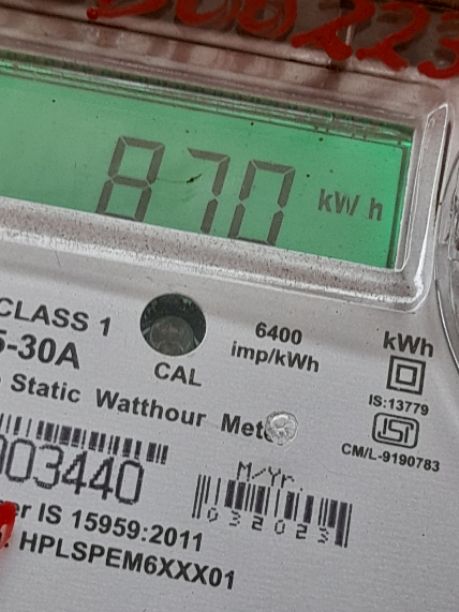 870 kWh
CLASS 1
5-30A
CAL
6400
imp/kWh
kWh
IS:13779
CM/L-9190783
Static Watthour
M/Yr.
032023
003440
IS 15959:2011
HPLSPEM6XXX01